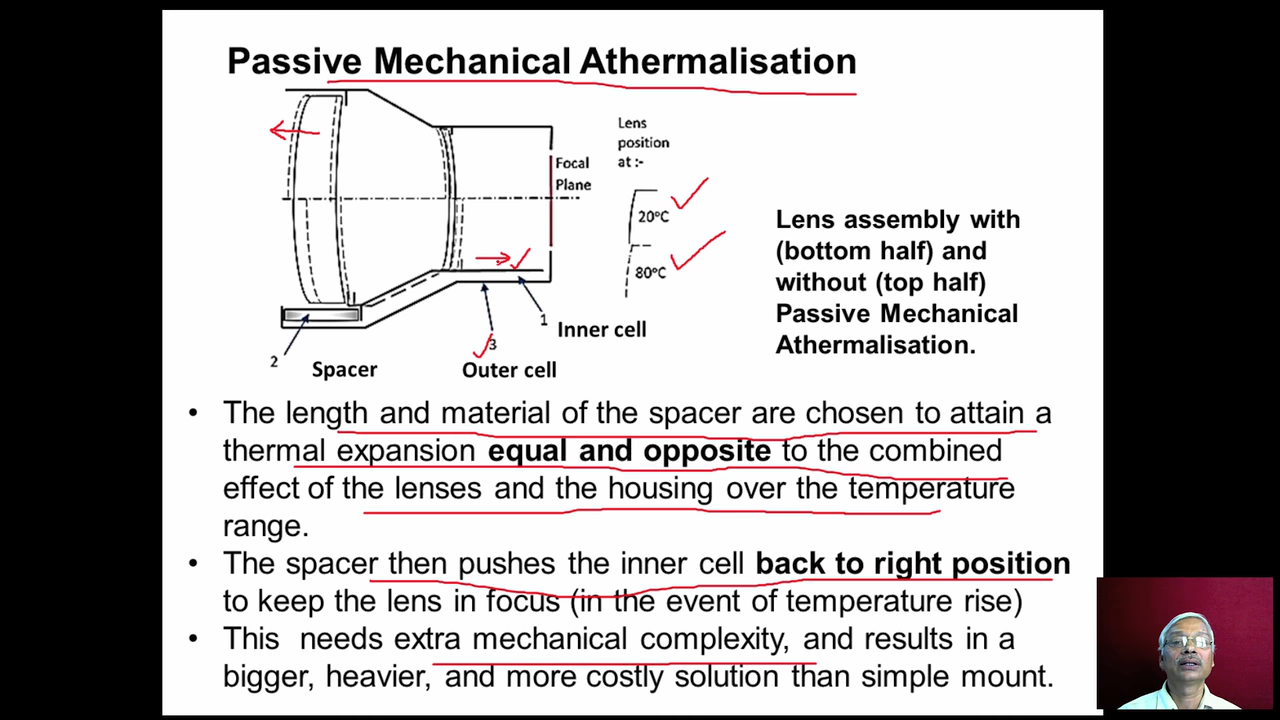 Passive Mechanical Athermalisation
Lens
position
at :-
Focal
Plane
20°C
80°C
Lens assembly with
(bottom half) and
without (top half)
Passive Mechanical
Athermalisation.
1
Inner cell
2
3
Spacer
Outer cell
• The length and material of the spacer are chosen to attain a
thermal expansion equal and opposite to the combined
effect of the lenses and the housing over the temperature
range.
• The spacer then pushes the inner cell back to right position
to keep the lens in focus (in the event of temperature rise)
• This needs extra mechanical complexity, and results in a
bigger, heavier, and more costly solution than simple mount.